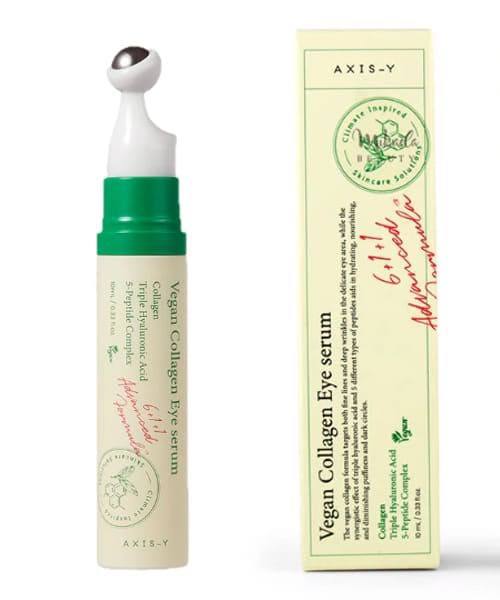 Vegan Collagen Eye serum
Collagen
Triple Hyaluronic Acid
5-Peptide Complex
10mL / 0.33 fl.oz.
Vegan
6+1+1
Advanced
Formula
Climate Inspired
Skincare Solutions
AXIS-Y
AXIS-Y
Climate Inspired
Skincare Solutions
Mikaela
BEAUTY
6+1+1
Advanced
Formula
Vegan Collagen Eye serum
The vegan collagen formula targets both fine lines and deep wrinkles in the delicate eye area, while the
synergistic effect of triple hyaluronic acid and 5 different types of peptides aids in hydrating, nourishing,
and diminishing puffiness and dark circles.
Collagen
Triple Hyaluronic Acid
5-Peptide Complex
10 mL / 0.33 fl.oz.
Vegan